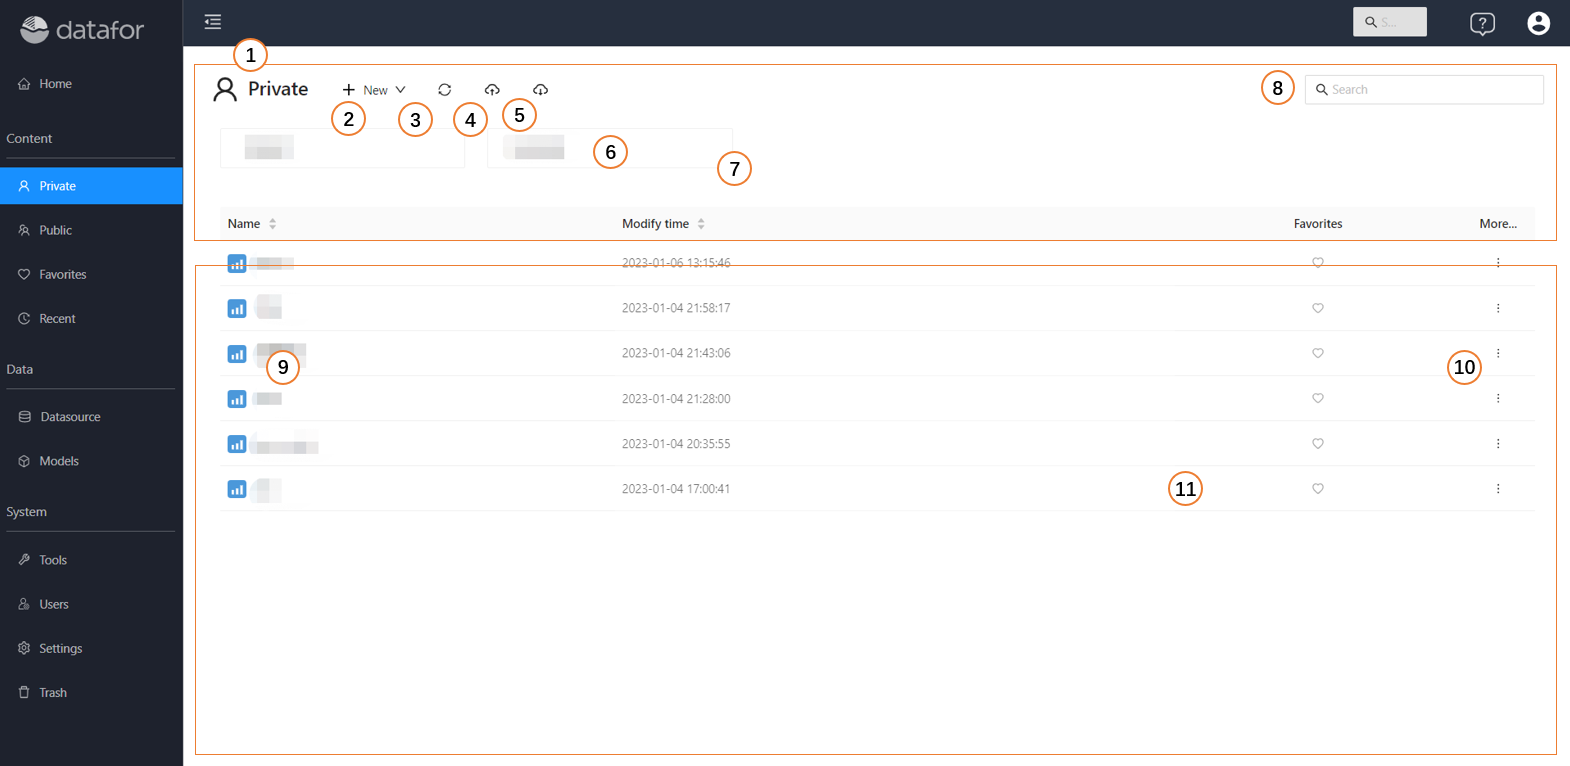 datafor
S...
?
Home
Content
Private
Public
Favorites
Recent
Data
Datasource
Models
System
Tools
Users
Settings
Trash
1
Private
New
8
Search
2
3
4
5
6
7
Name
Modify time
Favorites
More...
2023-01-06 13:15:46
2023-01-04 21:58:17
2023-01-04 21:43:06
9
10
2023-01-04 21:28:00
2023-01-04 20:35:55
2023-01-04 17:00:41
11